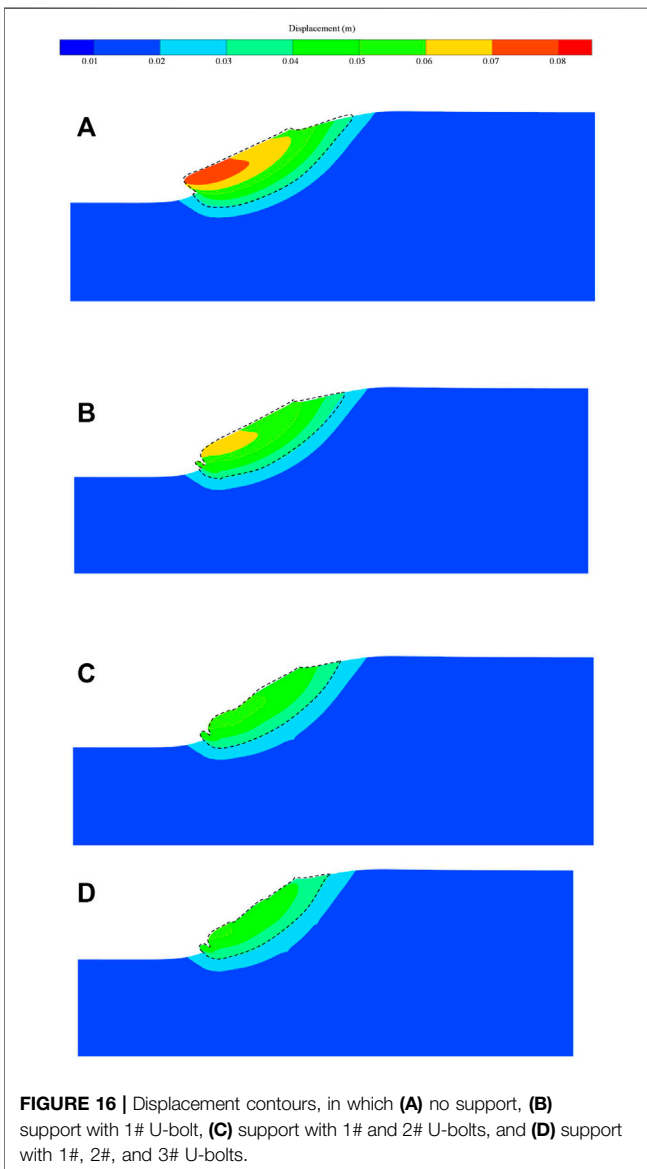 Displacement (m)
0.01 0.02 0.03 0.04 0.05 0.06 0.07 0.08
A
B
C
D
FIGURE 16 | Displacement contours, in which (A) no support, (B)
support with 1# U-bolt, (C) support with 1# and 2# U-bolts, and (D) support
with 1#, 2#, and 3# U-bolts.